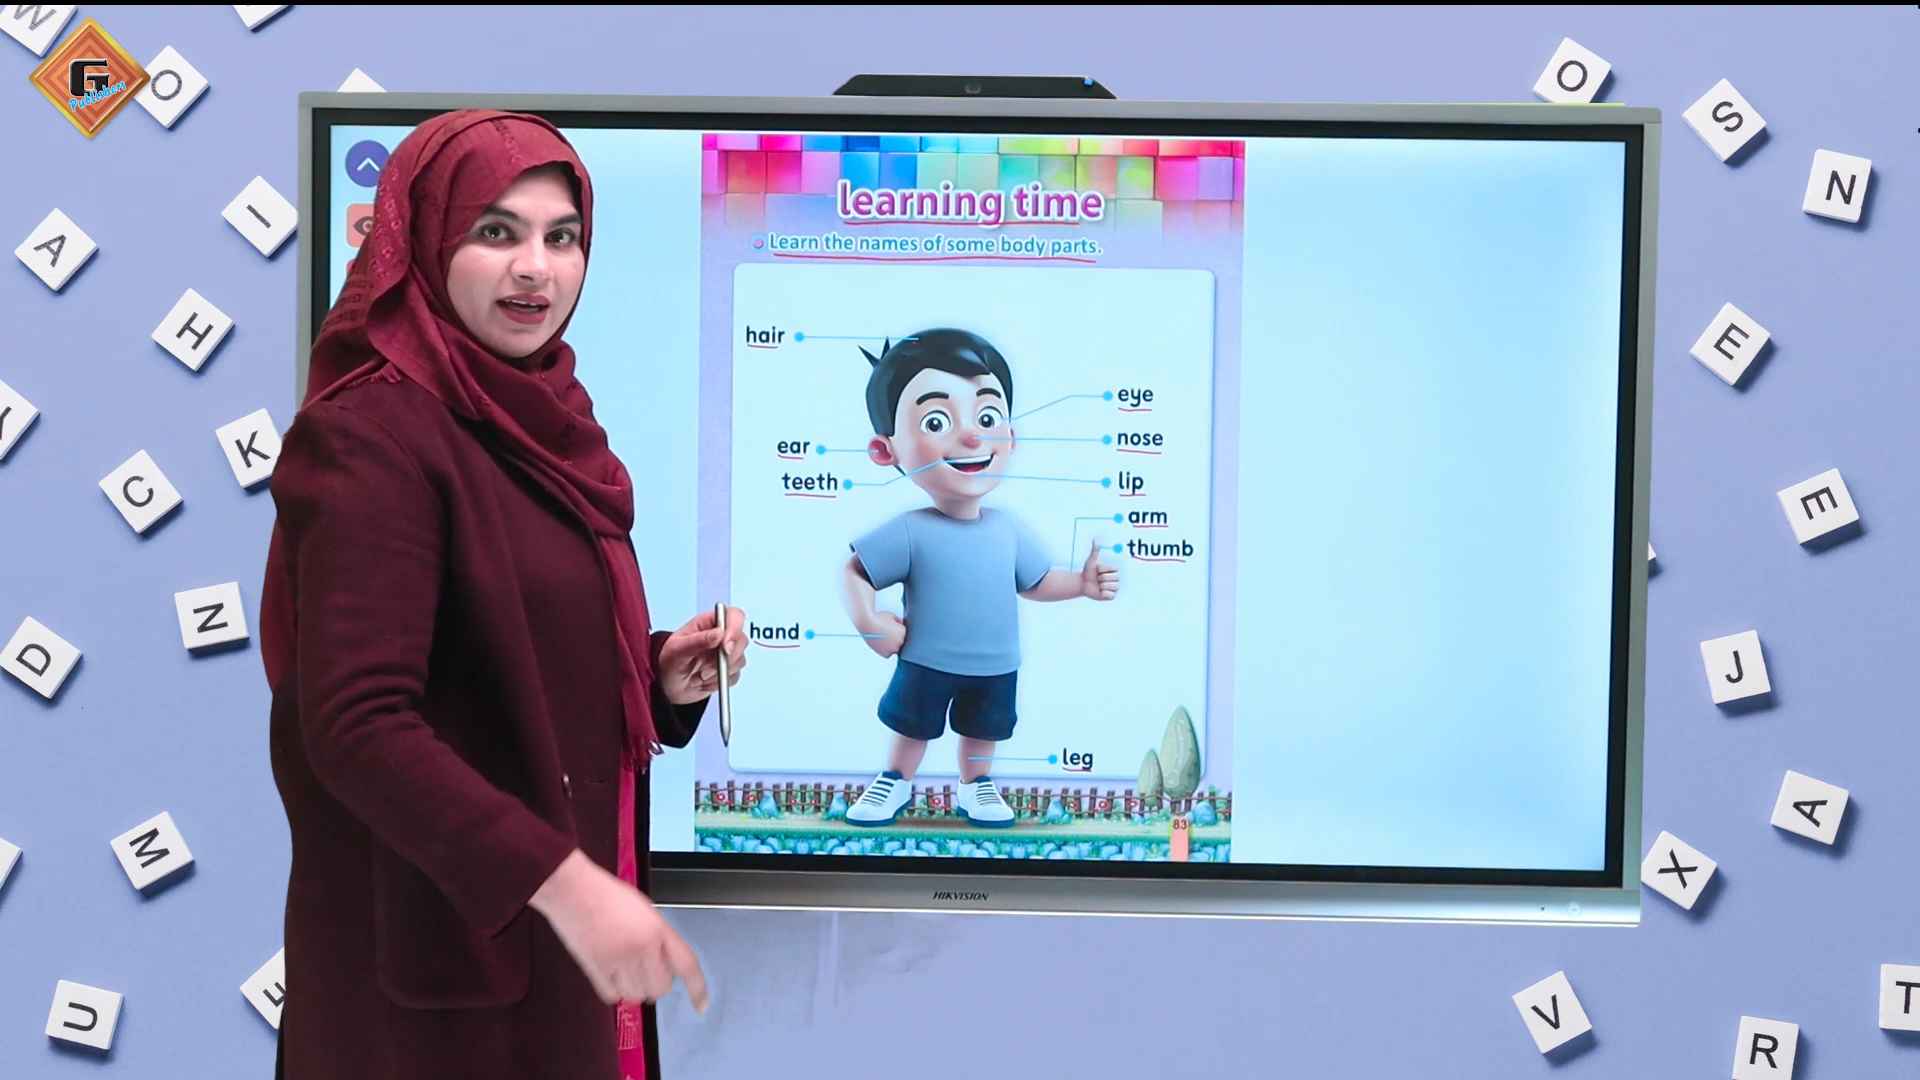 G
Publishers
learning time
Learn the names of some body parts.
hair
eye
ear
nose
teeth
lip
arm
thumb
hand
leg
83
HIKVISION
W
O
I
A
H
K
C
N
D
M
U
O
S
N
E
E
J
A
X
V
R
T